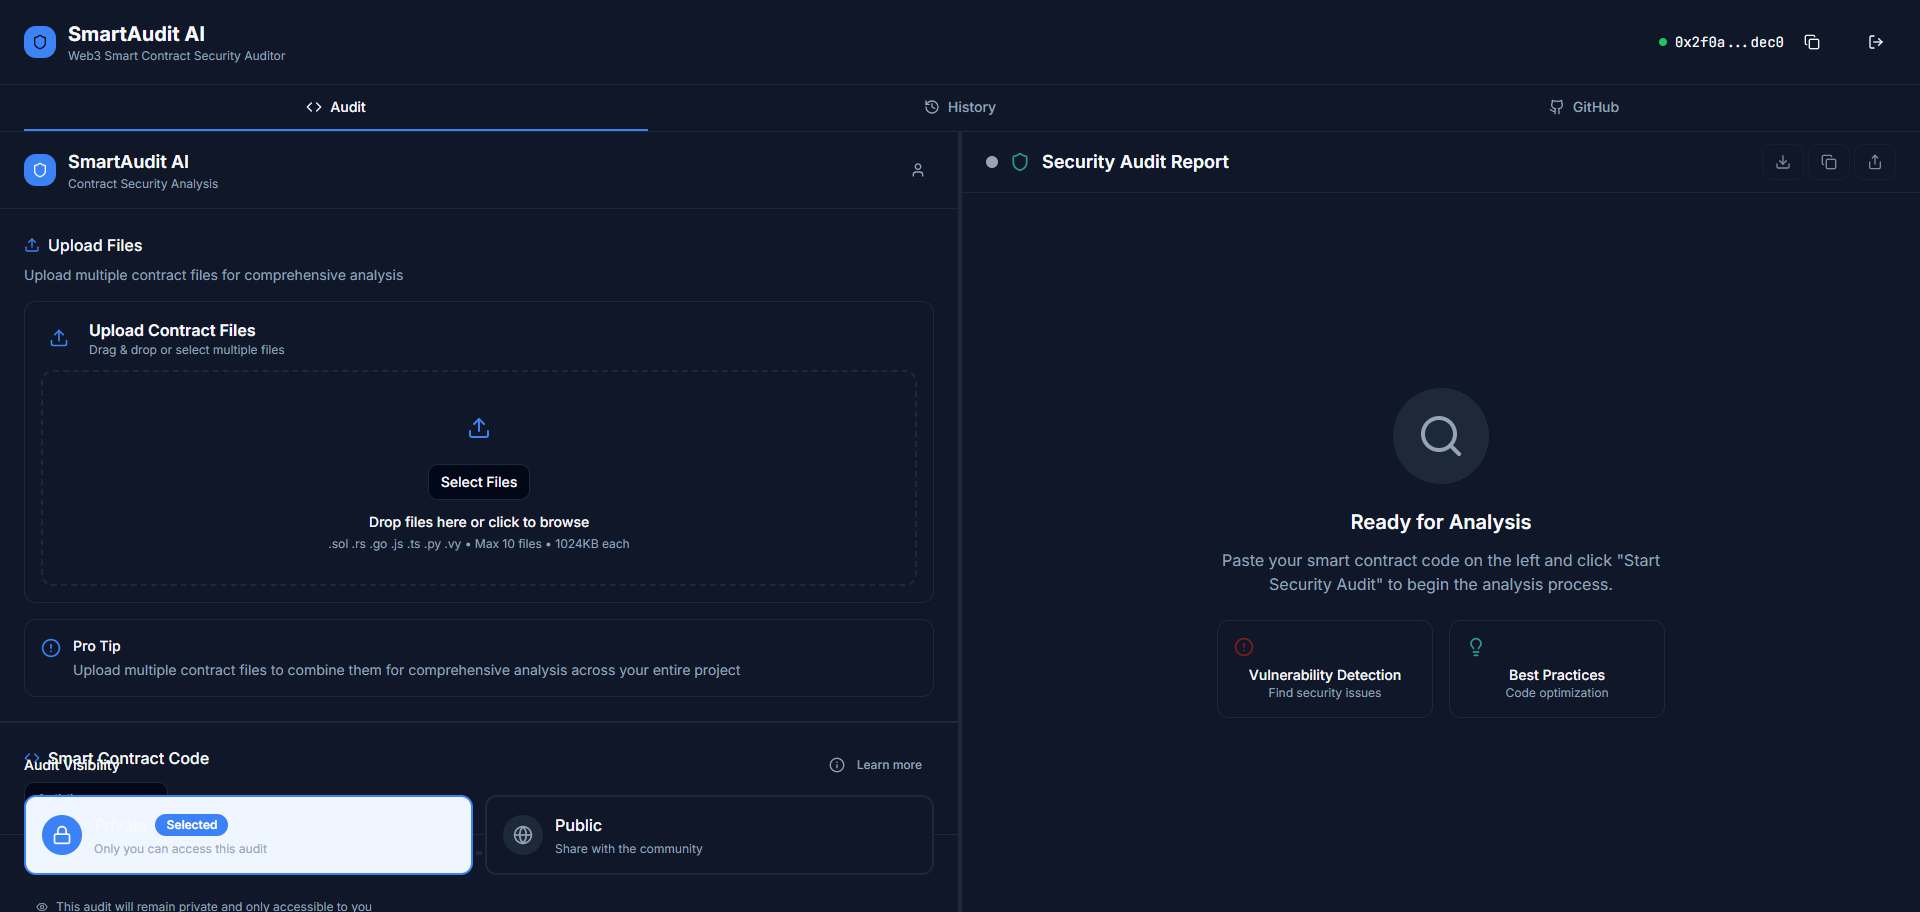 SmartAudit AI
Web3 Smart Contract Security Auditor
0x2f0a...dec0
Audit
History
GitHub
SmartAudit AI
Contract Security Analysis
Upload Files
Upload multiple contract files for comprehensive analysis
Upload Contract Files
Drag & drop or select multiple files
Select Files
Drop files here or click to browse
.sol .rs .go .js .ts .py .vy • Max 10 files • 1024KB each
Pro Tip
Upload multiple contract files to combine them for comprehensive analysis across your entire project
Smart Contract Code
Audit Visibility
Learn more
Private
Selected
Only you can access this audit
Public
Share with the community
This audit will remain private and only accessible to you
Security Audit Report
Ready for Analysis
Paste your smart contract code on the left and click "Start
Security Audit" to begin the analysis process.
Vulnerability Detection
Find security issues
Best Practices
Code optimization